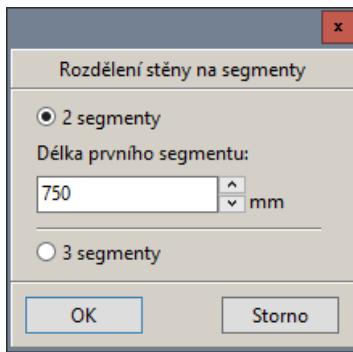 x
Rozdělení stěny na segmenty
2 segmenty
Délka prvního segmentu:
750 mm
3 segmenty
OK Storno